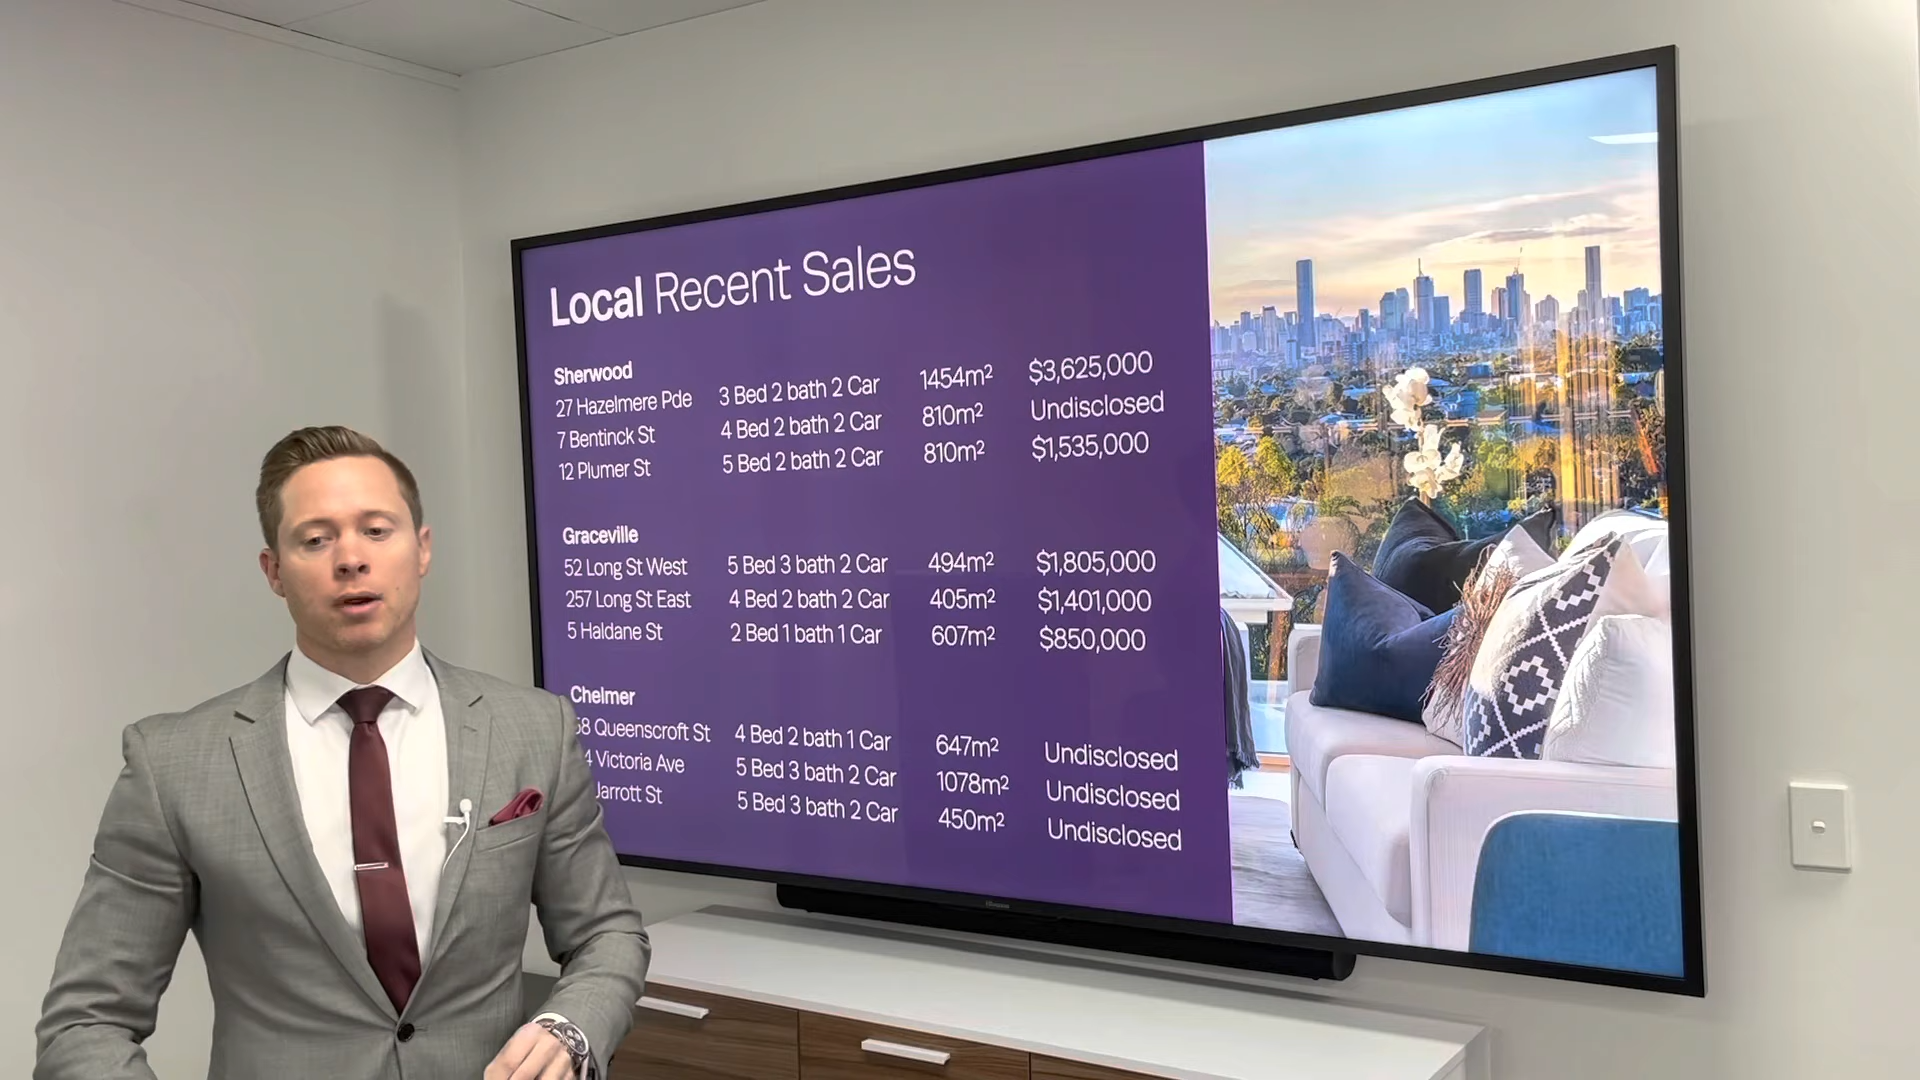 Local Recent Sales
Sherwood
27 Hazelmere Pde 3 Bed 2 bath 2 Car 1454m² $3,625,000
7 Bentinck St 4 Bed 2 bath 2 Car 810m² Undisclosed
12 Plumer St 5 Bed 2 bath 2 Car 810m² $1,535,000
Graceville
52 Long St West 5 Bed 3 bath 2 Car 494m² $1,805,000
257 Long St East 4 Bed 2 bath 2 Car 405m² $1,401,000
5 Haldane St 2 Bed 1 bath 1 Car 607m² $850,000
Chelmer
Queenscroft St 4 Bed 2 bath 1 Car 647m² Undisclosed
Victoria Ave 5 Bed 3 bath 2 Car 1078m² Undisclosed
Jarrott St 5 Bed 3 bath 2 Car 450m² Undisclosed